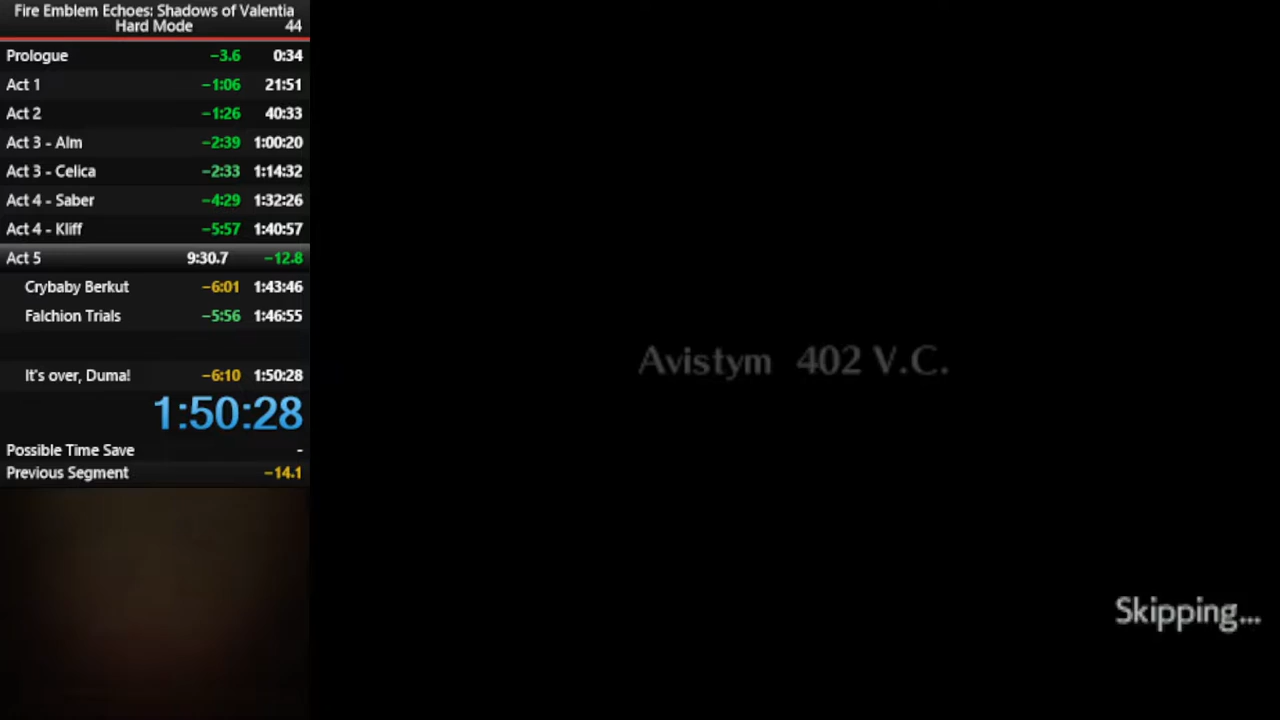 Fire Emblem Echoes: Shadows of Valentia
Hard Mode 44
Prologue −3.6 0:34
Act 1 −1:06 21:51
Act 2 −1:26 40:33
Act 3 - Alm −2:39 1:00:20
Act 3 - Celica −2:33 1:14:32
Act 4 - Saber −4:29 1:32:26
Act 4 - Kliff −5:57 1:40:57
Act 5 9:30.7 −12.8
Crybaby Berkut −6:01 1:43:46
Falchion Trials −5:56 1:46:55
It's over, Duma! −6:10 1:50:28
1:50:28
Possible Time Save -
Previous Segment −14.1
Avistym 402 V.C.
Skipping...